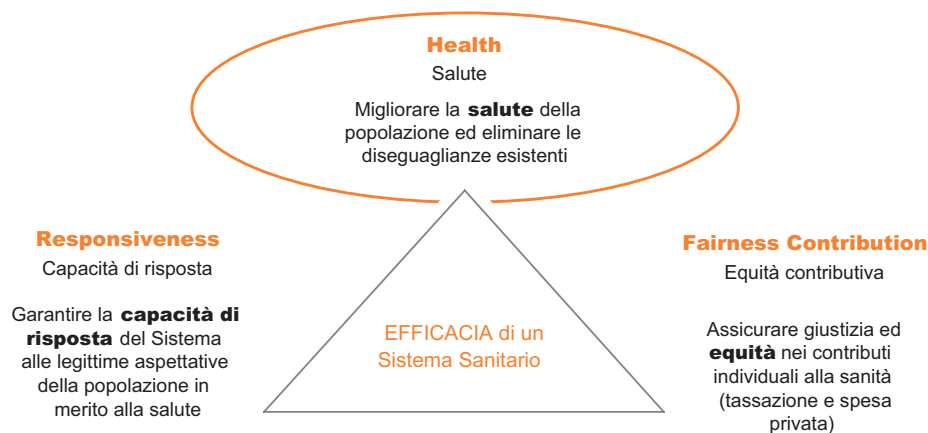 Health
Salute
Migliorare la salute della
popolazione ed eliminare le
diseguaglianze esistenti
Responsiveness
Capacità di risposta
Garantire la capacità di
risposta del Sistema
alle legittime aspettative
della popolazione in
merito alla salute
EFFICACIA di un
Sistema Sanitario
Fairness Contribution
Equità contributiva
Assicurare giustizia ed
equità nei contributi
individuali alla sanità
(tassazione e spesa
privata)